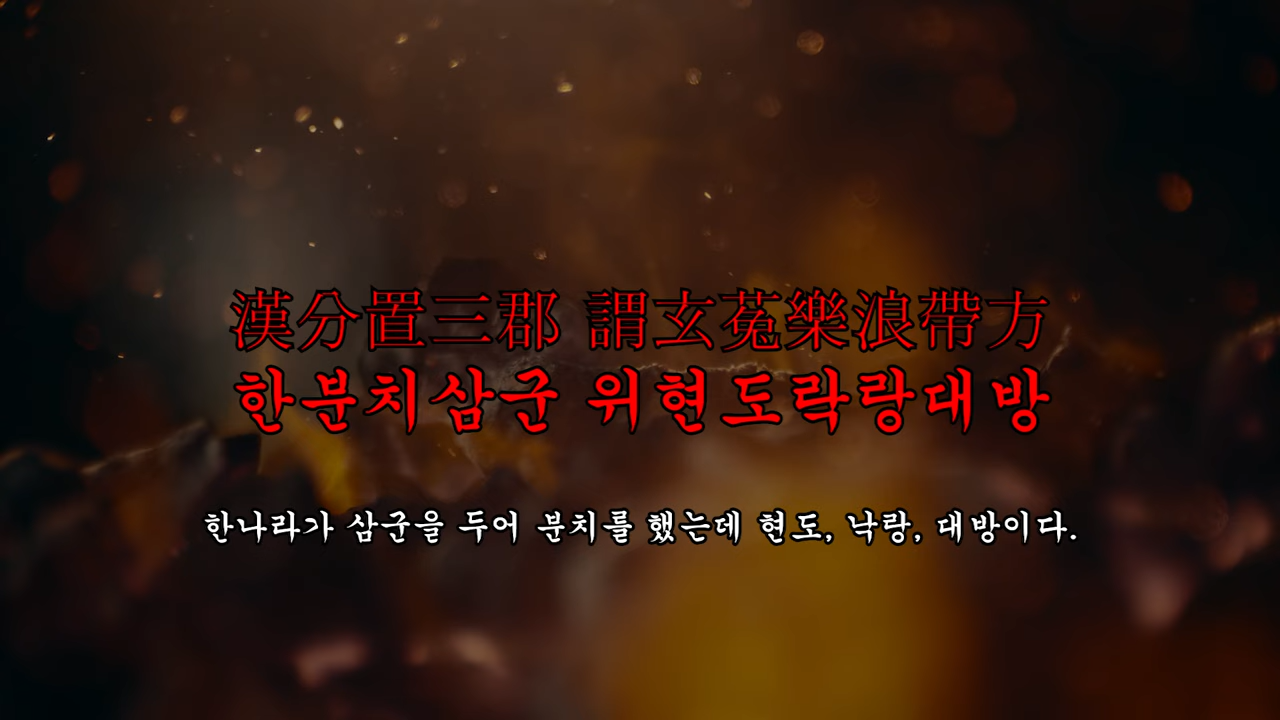 漢分置三郡 謂玄菟樂浪帶方
한분치삼군 위현도락랑대방
한나라가 삼군을 두어 분치를 했는데 현도, 낙랑, 대방이다.